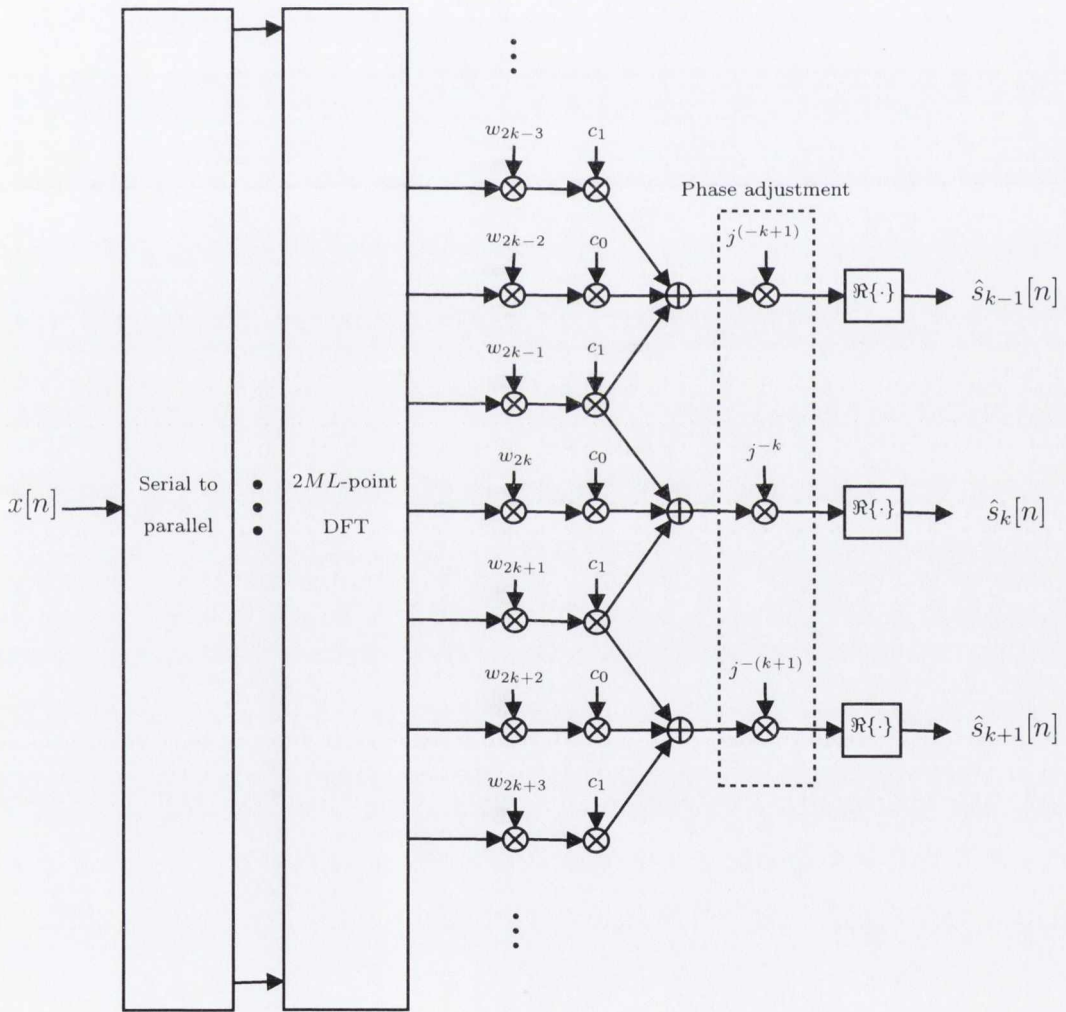 w_{2k-3}
c_1
Phase adjustment
w_{2k-2}
c_0
j^{(-k+1)}
ℜ{·}
ŝ_{k-1}[n]
w_{2k-1}
c_1
x[n]
Serial to
parallel
2ML-point
DFT
w_{2k}
c_0
j^{-k}
ℜ{·}
ŝ_k[n]
w_{2k+1}
c_1
w_{2k+2}
c_0
j^{-(k+1)}
ℜ{·}
ŝ_{k+1}[n]
w_{2k+3}
c_1